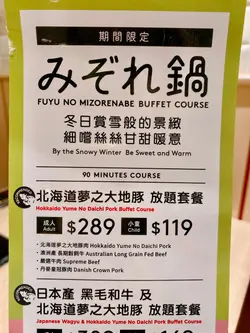 期間限定
みぞれ鍋
FUYU NO MIZORENABE BUFFET COURSE
冬日賞雪般的景緻
細嚐絲絲甘甜暖意
By the Snowy Winter Be Sweet and Warm
90 MINUTES COURSE
北海道夢之大地豚 放題套餐
Hokkaido Yume No Daichi Pork Buffet Course
成人 Adult $289 小童 Child $119
・北海道夢之大地豚肉 Hokkaido Yume No Daichi Pork
・澳洲產 長期穀飼牛 Australian Long Grain Fed Beef
・嚴選牛肉 Supreme Beef
・丹麥皇冠豚肉 Danish Crown Pork
日本產 黑毛和牛 及
北海道夢之大地豚 放題套餐
Japanese Wagyu & Hokkaido Yume No Daichi Pork Buffet Course